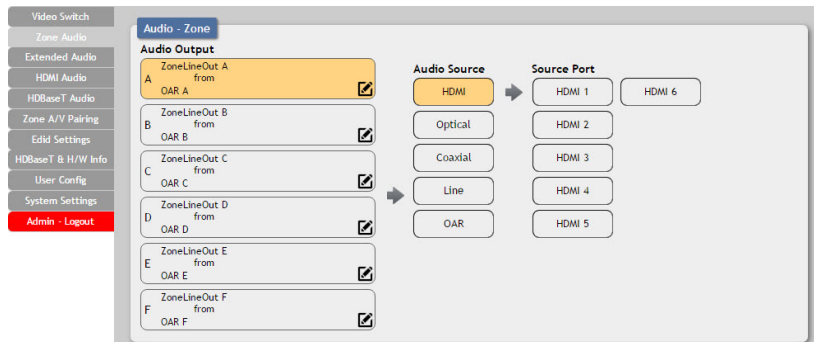 Video Switch
Zone Audio
Extended Audio
HDMI Audio
HDBaseT Audio
Zone A/V Pairing
Edid Settings
HDBaseT & H/W Info
User Config
System Settings
Admin - Logout
Audio - Zone
Audio Output
ZoneLineOut A
A from
OAR A
ZoneLineOut B
B from
OAR B
ZoneLineOut C
C from
OAR C
ZoneLineOut D
D from
OAR D
ZoneLineOut E
E from
OAR E
ZoneLineOut F
F from
OAR F
Audio Source
HDMI
Optical
Coaxial
Line
OAR
Source Port
HDMI 1 HDMI 6
HDMI 2
HDMI 3
HDMI 4
HDMI 5